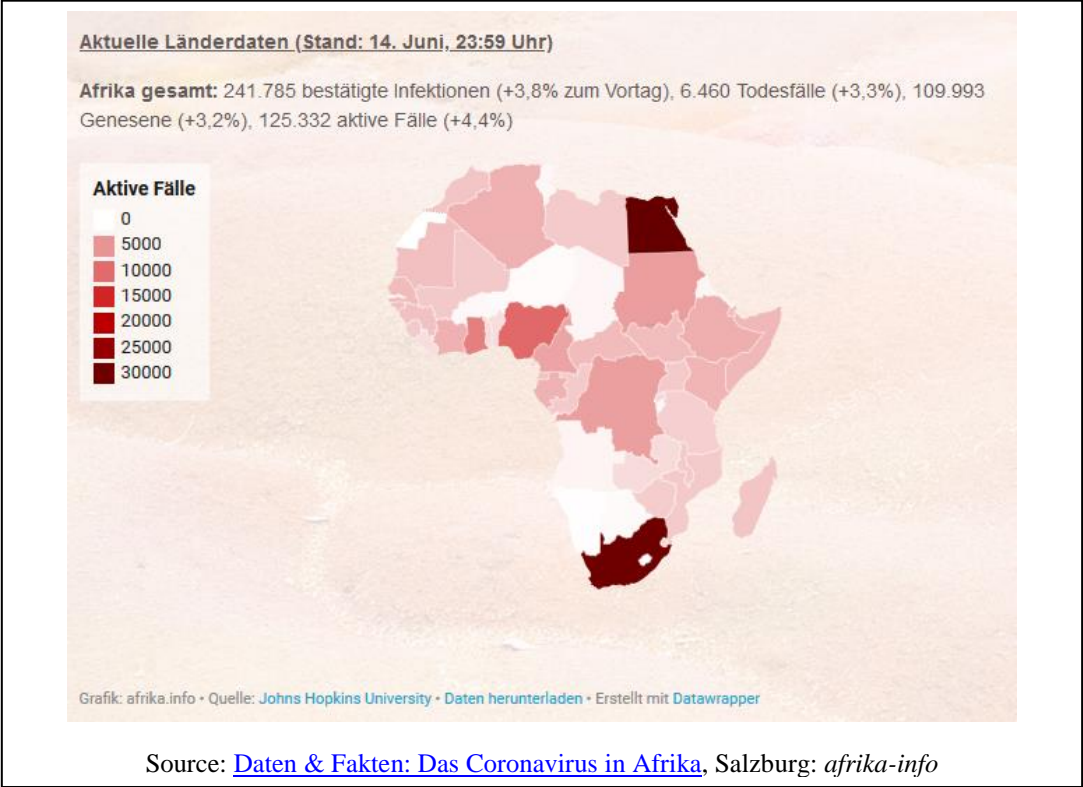 Aktuelle Länderdaten (Stand: 14. Juni, 23:59 Uhr)
Afrika gesamt: 241.785 bestätigte Infektionen (+3,8% zum Vortag), 6.460 Todesfälle (+3,3%), 109.993
Genesene (+3,2%), 125.332 aktive Fälle (+4,4%)
Aktive Fälle
0
5000
10000
15000
20000
25000
30000
Grafik: afrika.info • Quelle: Johns Hopkins University • Daten herunterladen • Erstellt mit Datawrapper
Source: Daten & Fakten: Das Coronavirus in Afrika, Salzburg: afrika-info